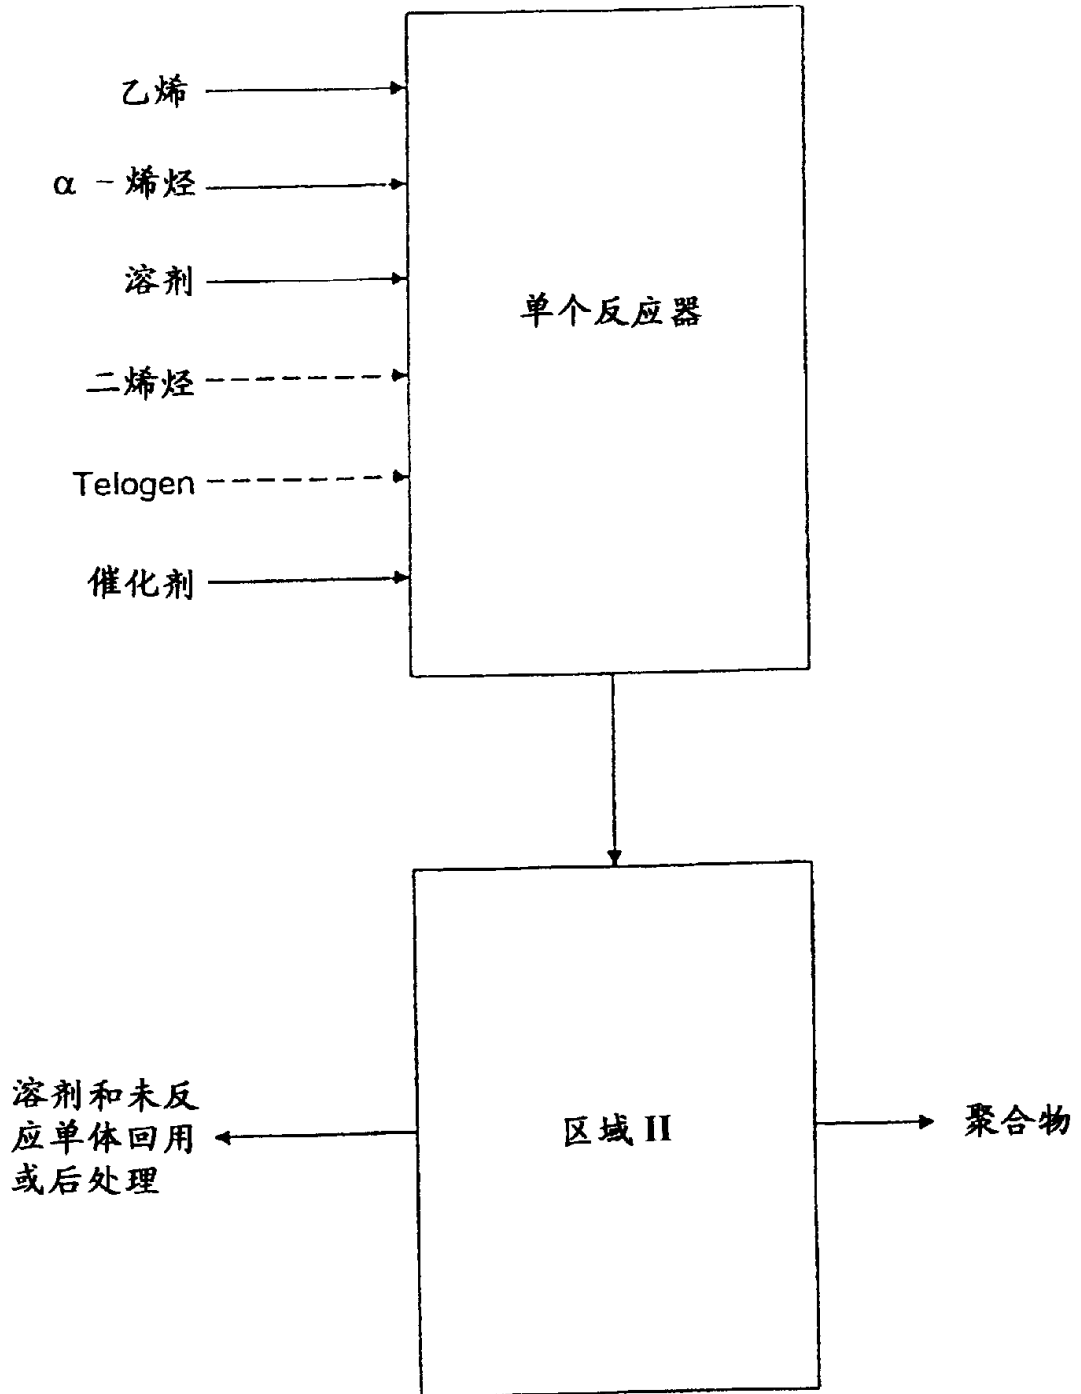 乙烯
α - 烯烃
溶剂
单个反应器
二烯烃
Telogen
催化剂
溶剂和未反
应单体回用
或后处理
区域 II
聚合物